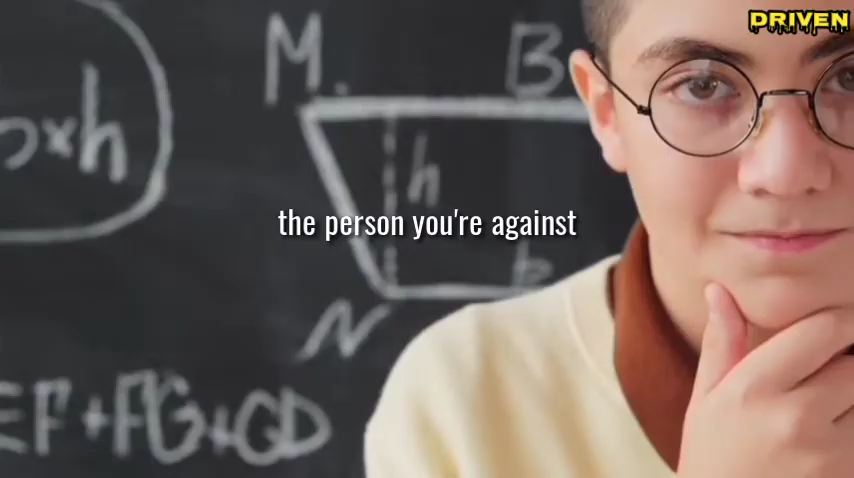 DRIVEN
M. B
b×h
h
the person you're against
b
N
EF+FG+GD